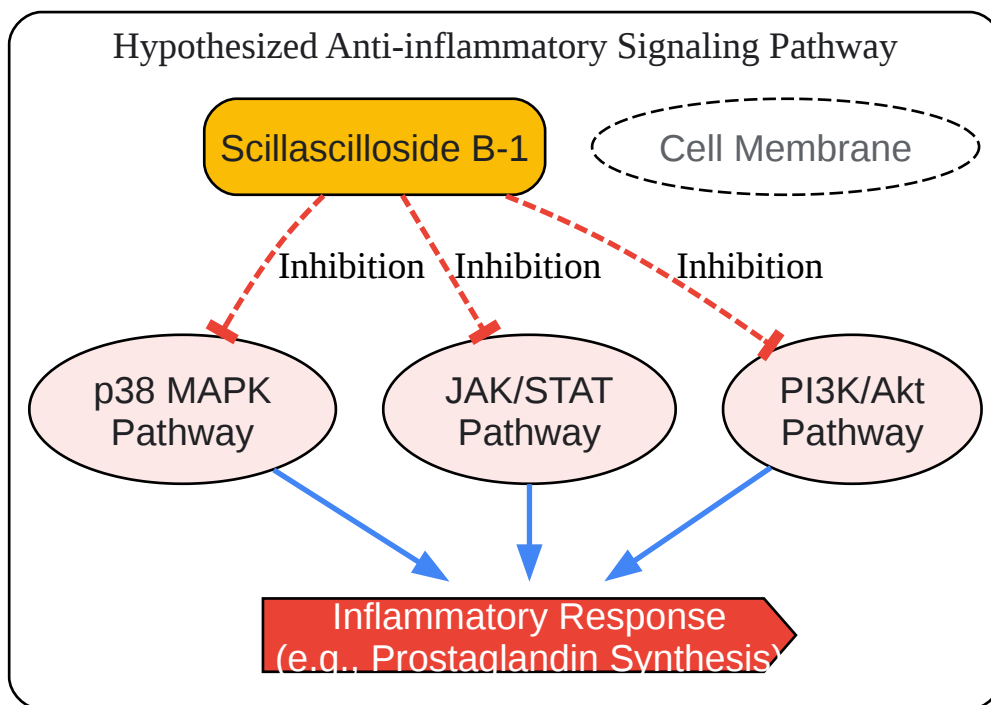 Hypothesized Anti-inflammatory Signaling Pathway
Scillascilloside B-1
Cell Membrane
Inhibition
Inhibition
Inhibition
p38 MAPK
Pathway
JAK/STAT
Pathway
PI3K/Akt
Pathway
Inflammatory Response
(e.g., Prostaglandin Synthesis)